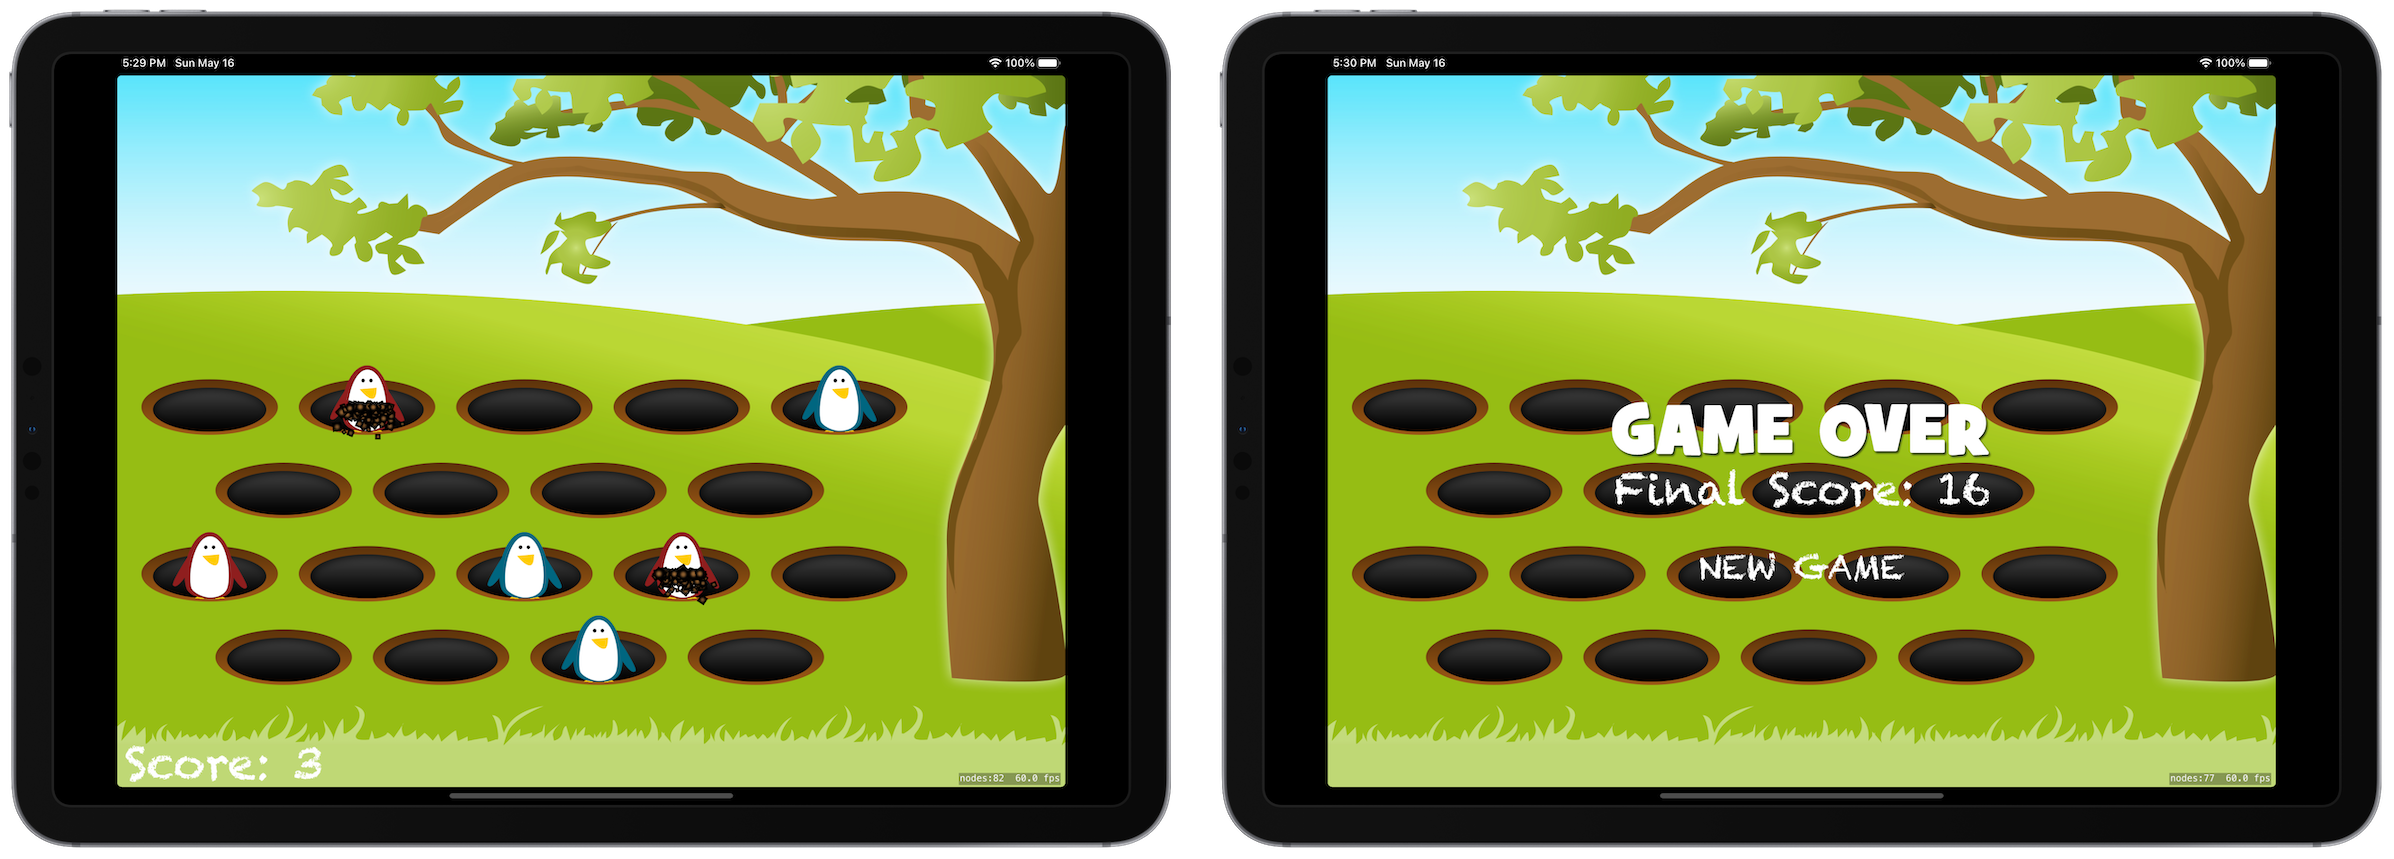 5:29 PM Sun May 16 100%
Score: 3
nodes:82 60.0 fps
5:30 PM Sun May 16 100%
GAME OVER
Final Score: 16
NEW GAME
nodes:77 60.0 fps